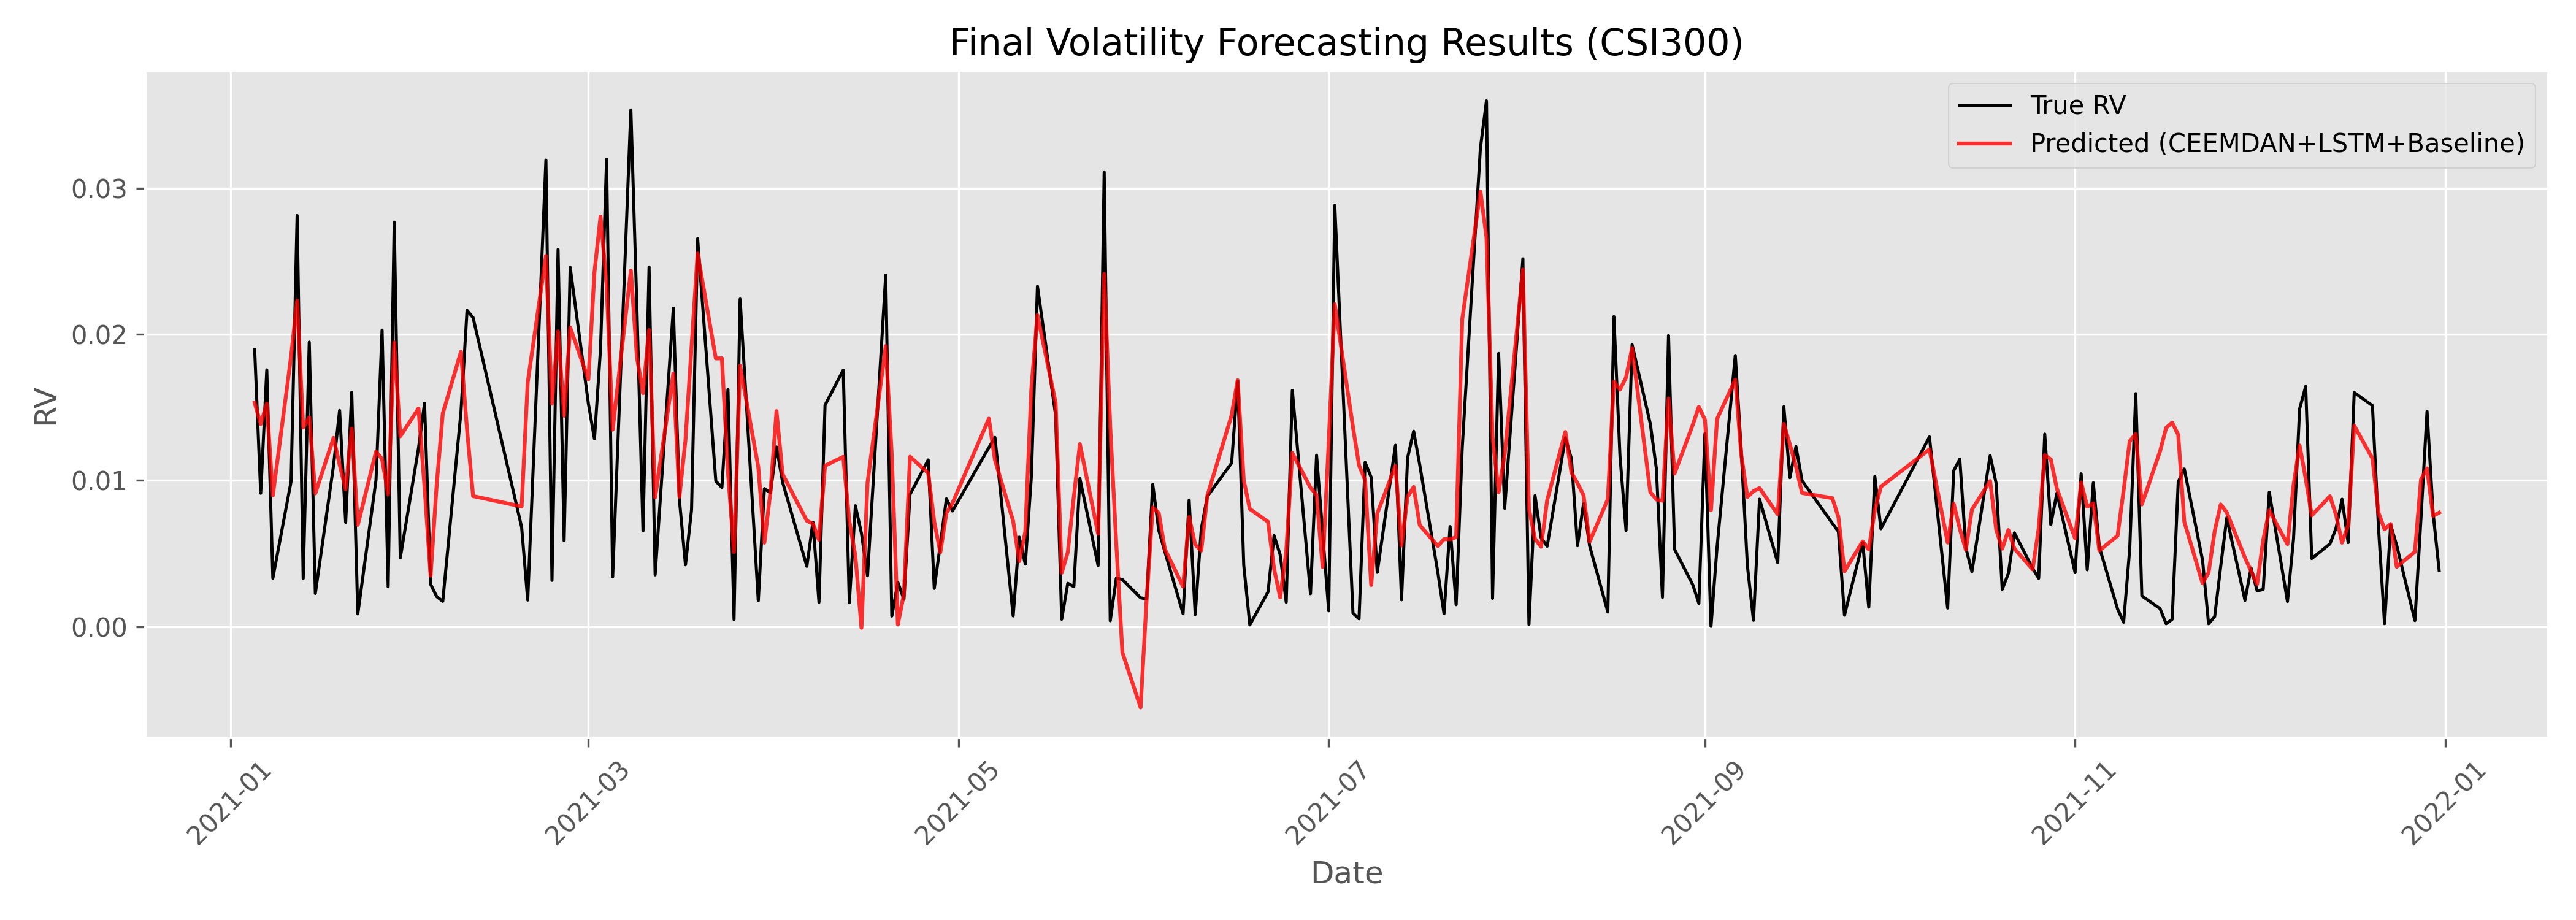 Final Volatility Forecasting Results (CSI300)
True RV
Predicted (CEEMDAN+LSTM+Baseline)
RV
0.03
0.02
0.01
0.00
2021-01
2021-03
2021-05
2021-07
2021-09
2021-11
2022-01
Date